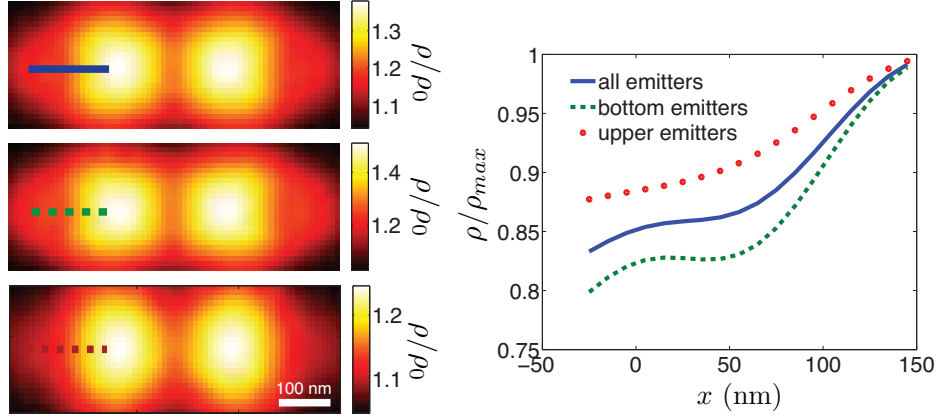 1.3
1.2
1.1
ρ/ρ0
1.4
1.2
ρ/ρ0
1.2
1.1
ρ/ρ0
100 nm
1
0.95
0.9
0.85
0.8
0.75
ρ/ρmax
all emitters
bottom emitters
upper emitters
-50 0 50 100 150
x (nm)